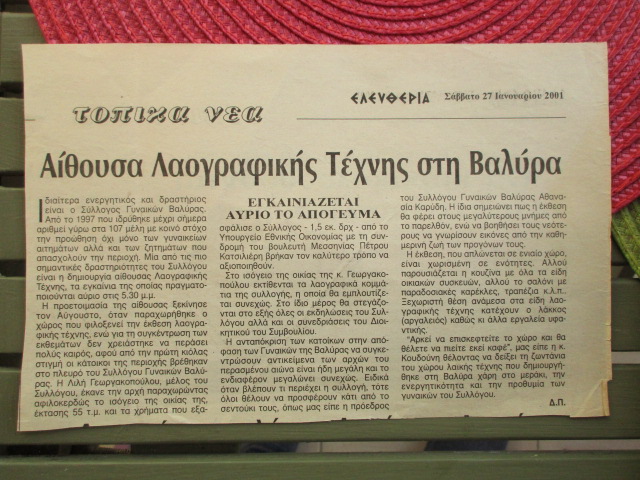 ΕΛΕΥΘΕΡΙΑ Σάββατο 27 Ιανουαρίου 2001
τοπικα νεα
Αίθουσα Λαογραφικής Τέχνης στη Βαλύρα
Ιδιαίτερα ενεργητικός και δραστήριος
είναι ο Σύλλογος Γυναικών Βαλύρας.
Από το 1997 που ιδρύθηκε μέχρι σήμερα
αριθμεί γύρω στα 107 μέλη με κοινό στόχο
την προώθηση όχι μόνο των γυναικείων
αιτημάτων αλλά και των ζητημάτων που
απασχολούν την περιοχή. Μία από τις πιο
σημαντικές δραστηριότητες του Συλλόγου
είναι η δημιουργία αίθουσας Λαογραφικής
Τέχνης, τα εγκαίνια της οποίας πραγματο-
ποιούνται αύριο στις 5.30 μ.μ.
Η προετοιμασία της αίθουσας ξεκίνησε
τον Αύγουστο, όταν παραχωρήθηκε ο
χώρος που φιλοξενεί την έκθεση λαογρα-
φικής τέχνης, ενώ για τη συγκέντρωση των
εκθεμάτων δεν χρειάστηκε να περάσει
πολύς καιρός, αφού από την πρώτη κιόλας
στιγμή οι κάτοικοι της περιοχής βρέθηκαν
στο πλευρό του Συλλόγου Γυναικών Βαλύ-
ρας. Η Λιλή Γεωργακοπούλου, μέλος του
Συλλόγου, έκανε την αρχή παραχωρώντας
αφιλοκερδώς το ισόγειο της οικίας της,
έκτασης 55 τ.μ. και τα χρήματα που εξα-
ΕΓΚΑΙΝΙΑΖΕΤΑΙ
ΑΥΡΙΟ ΤΟ ΑΠΟΓΕΥΜΑ
σφάλισε ο Σύλλογος - 1,5 εκ. δρχ - από το
Υπουργείο Εθνικής Οικονομίας με τη συν-
δρομή του βουλευτή Μεσσηνίας Πέτρου
Κατσιλιέρη βρήκαν τον καλύτερο τρόπο να
αξιοποιηθούν.
Στο ισόγειο της οικίας της κ. Γεωργακο-
πούλου εκτίθενται τα λαογραφικά κομμά-
τια της συλλογής, η οποία θα εμπλουτίζε-
ται συνεχώς. Στο ίδιο μέρος θα στεγάζο-
νται στο εξής όλες οι εκδηλώσεις του Συλ-
λόγου αλλά και οι συνεδριάσεις του Διοι-
κητικού του Συμβουλίου.
Η ανταπόκριση των κατοίκων στην από-
φαση των Γυναικών της Βαλύρας να συγκε-
ντρώσουν αντικείμενα των αρχών του
περασμένου αιώνα είναι ήδη μεγάλη και το
ενδιαφέρον μεγαλώνει συνεχώς. Ειδικά
όταν βλέπουν τι περιέχει η συλλογή, τότε
όλοι θέλουν να προσφέρουν κάτι από το
σεντούκι τους, όπως μας είπε η πρόεδρος
του Συλλόγου Γυναικών Βαλύρας Αθανα-
σία Καρύδη. Η ίδια σημειώνει πως η έκθεση
θα φέρει στους μεγαλύτερους μνήμες από
το παρελθόν, ενώ να βοηθήσει τους νεότε-
ρους να γνωρίσουν εικόνες από την καθη-
μερινή ζωή των προγόνων τους.
Η έκθεση, που απλώνεται σε ενιαίο χώρο,
είναι χωρισμένη σε ενότητες. Αλλού
παρουσιάζεται η κουζίνα με όλα τα είδη
οικιακών σκευών, αλλού το σαλόνι με
παραδοσιακές καρέκλες, τραπέζια κ.λπ..
Ξεχωριστή θέση ανάμεσα στα είδη λαο-
γραφικής τέχνης κατέχουν ο λάκκος
(αργαλειός) καθώς κι άλλα εργαλεία υφα-
ντικής.
"Αρκεί να επισκεφτείτε το χώρο και θα
θέλετε να πιείτε εκεί καφέ", μας είπε η κ.
Κουδούνη θέλοντας να δείξει τη ζωντάνια
του χώρου λαικής τέχνης που δημιουργή-
θηκε στη Βαλύρα χάρη στο μεράκι, την
ενεργητικότητα και την προθυμία των
γυναικών του Συλλόγου.
Δ.Π.